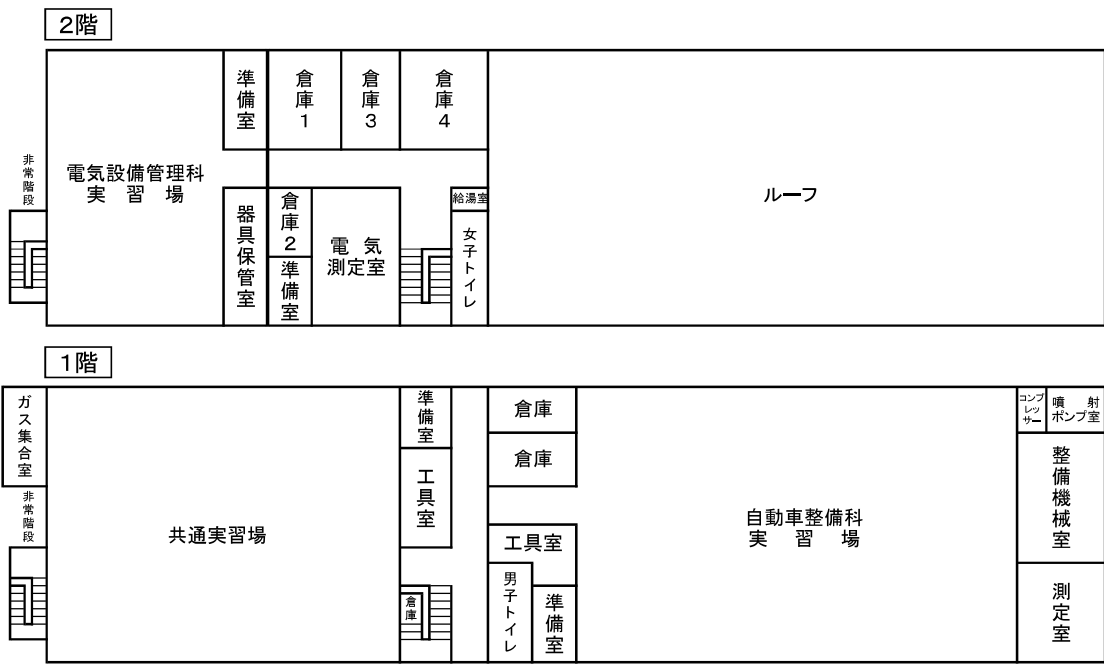 2階
準備室
倉庫1
倉庫3
倉庫4
非常階段
電気設備管理科
実習場
ルーフ
器具保管室
倉庫2
準備室
電気
測定室
給湯室
女子トイレ
1階
ガス集合室
非常階段
共通実習場
準備室
工具室
倉庫
倉庫
倉庫
工具室
男子トイレ
準備室
自動車整備科
実習場
コンプ
レッ
サー
噴射
ポンプ室
整備機械室
測定室